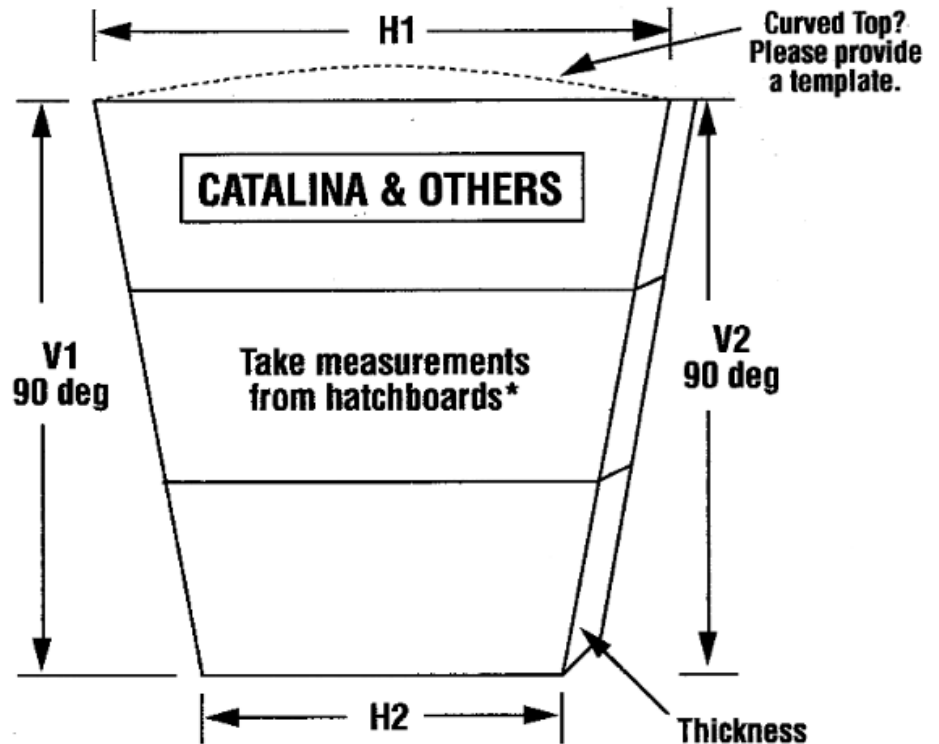 H1
Curved Top?
Please provide
a template.
CATALINA & OTHERS
V1
90 deg
Take measurements
from hatchboards*
V2
90 deg
H2
Thickness